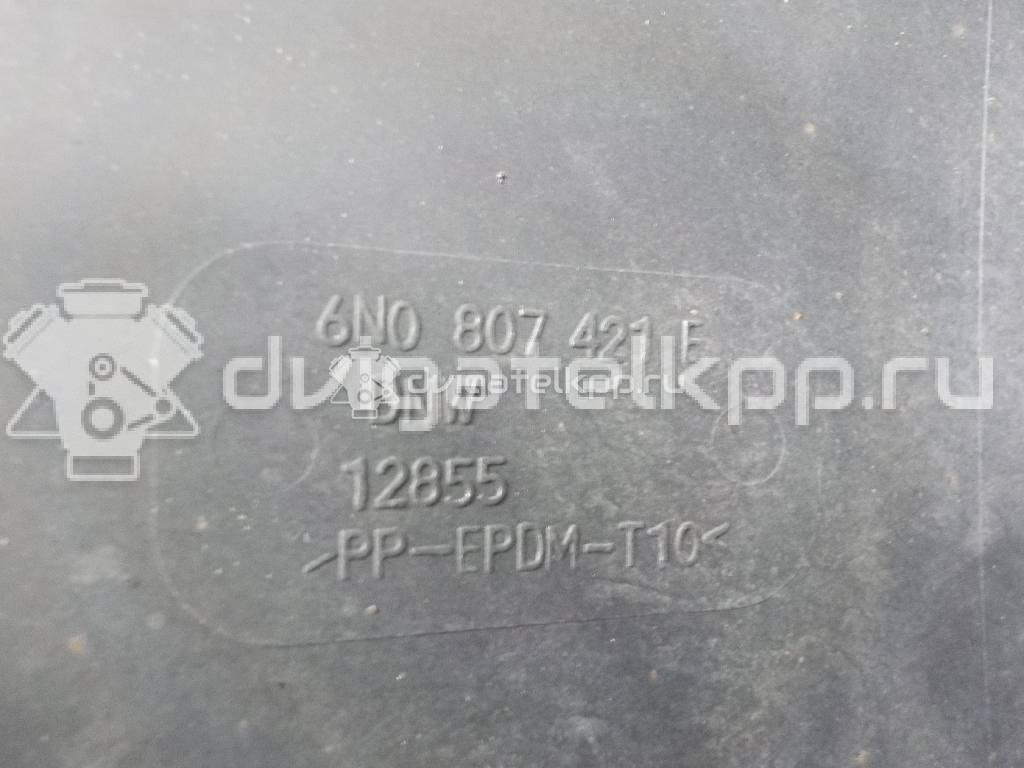 6N0 807 421 E
12855
>PP-EPDM-T10<
dvigatelkpp.ru
dvigatelkpp.ru